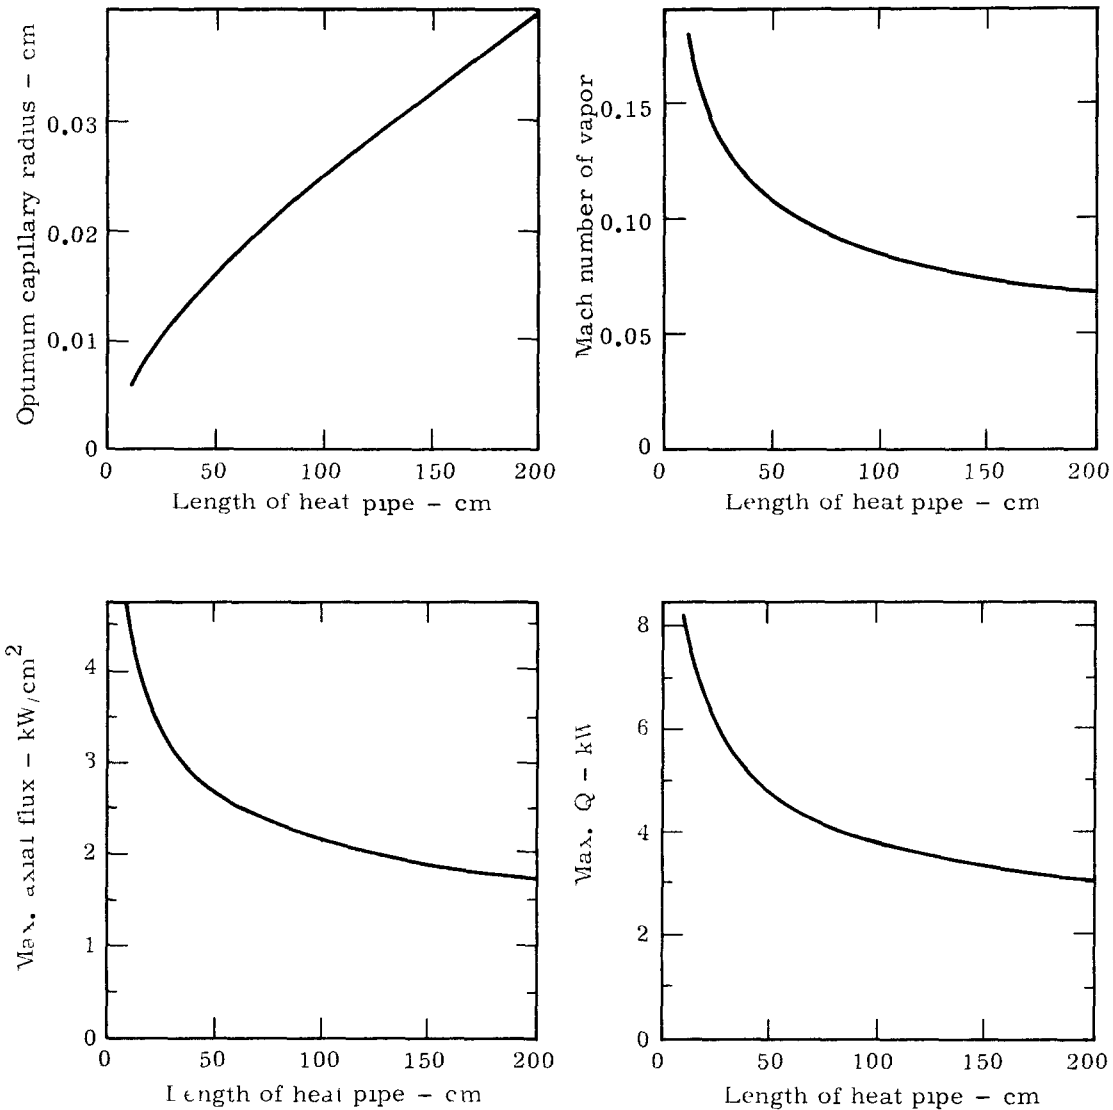 Optimum capillary radius - cm
0.03
0.02
0.01
0
0 50 100 150 200
Length of heat pipe - cm
Mach number of vapor
0.15
0.10
0.05
0
0 50 100 150 200
Length of heat pipe - cm
Max. axial flux - kW/cm²
4
3
2
1
0
0 50 100 150 200
Length of heat pipe - cm
Max. Q - kW
8
6
4
2
0
0 50 100 150 200
Length of heat pipe - cm